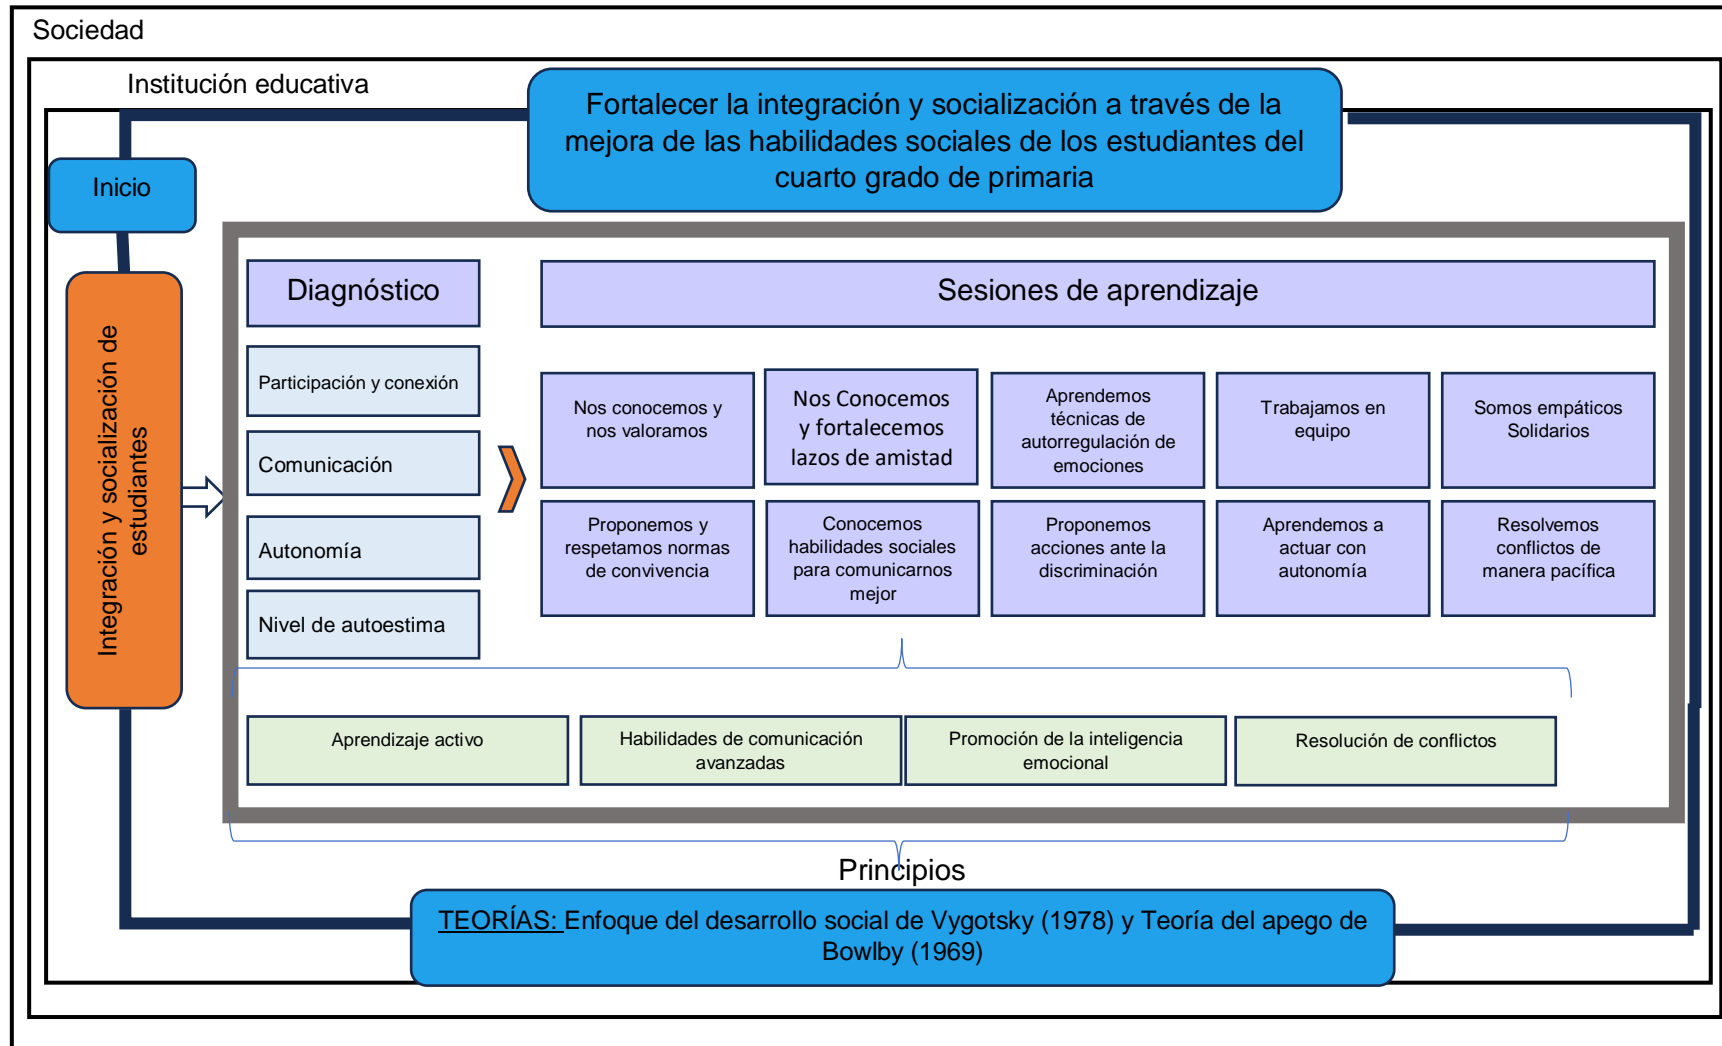 Sociedad
Institución educativa
Fortalecer la integración y socialización a través de la
mejora de las habilidades sociales de los estudiantes del
cuarto grado de primaria
Inicio
Integración y socialización de
estudiantes
Diagnóstico
Sesiones de aprendizaje
Participación y conexión
Comunicación
Autonomía
Nivel de autoestima
Nos conocemos y
nos valoramos
Nos Conocemos
y fortalecemos
lazos de amistad
Aprendemos
técnicas de
autorregulación de
emociones
Trabajamos en
equipo
Somos empáticos
Solidarios
Proponemos y
respetamos normas
de convivencia
Conocemos
habilidades sociales
para comunicarnos
mejor
Proponemos
acciones ante la
discriminación
Aprendemos a
actuar con
autonomía
Resolvemos
conflictos de
manera pacífica
Aprendizaje activo
Habilidades de comunicación
avanzadas
Promoción de la inteligencia
emocional
Resolución de conflictos
Principios
TEORÍAS: Enfoque del desarrollo social de Vygotsky (1978) y Teoría del apego de
Bowlby (1969)